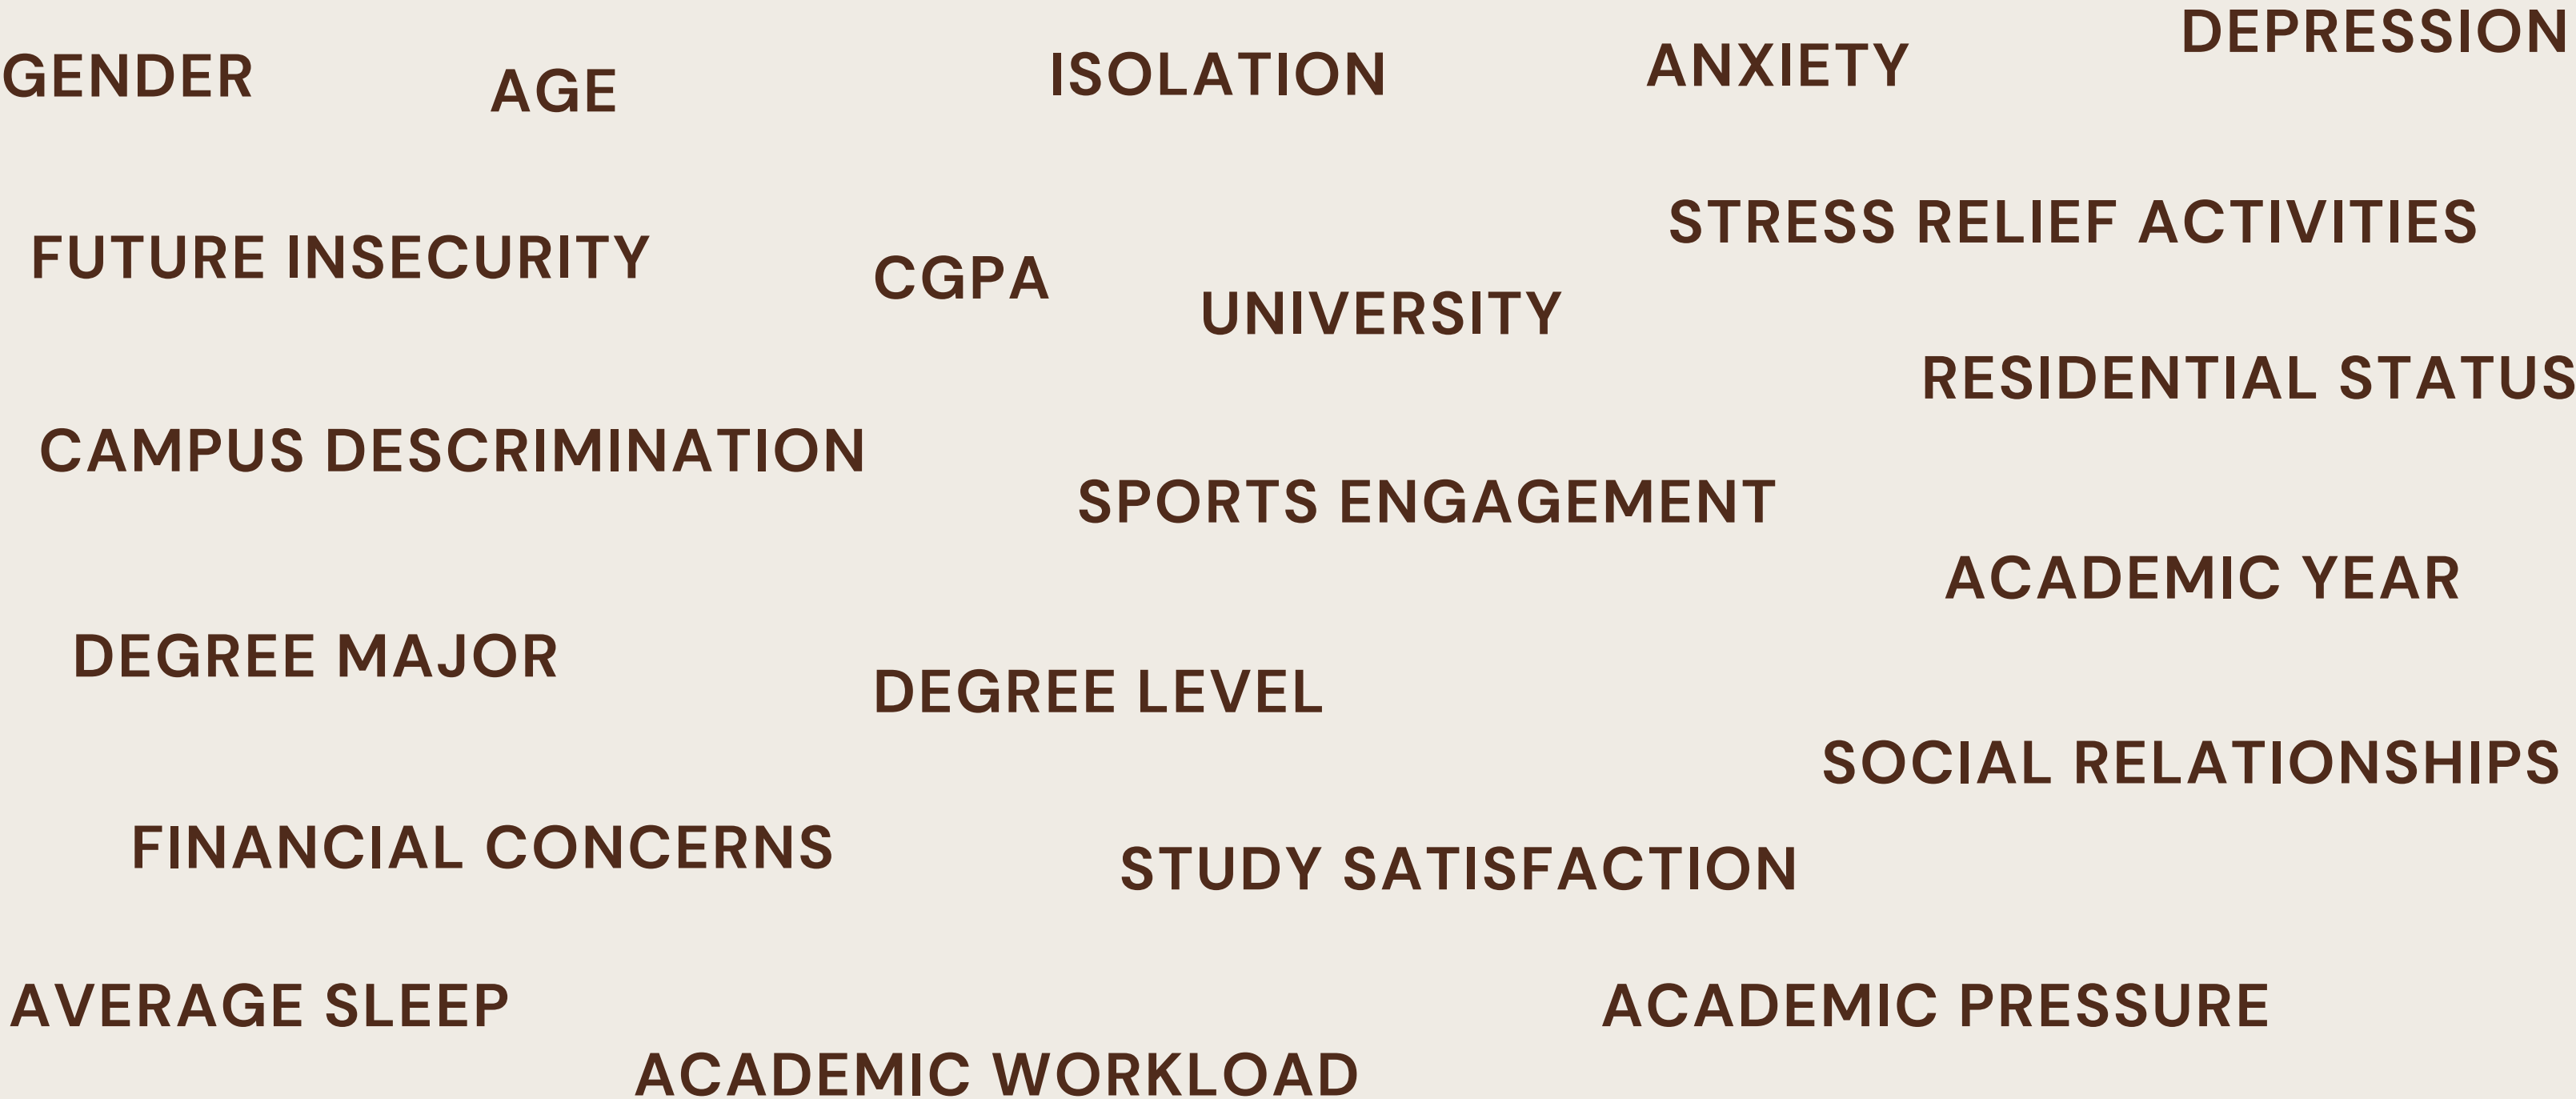 GENDER
AGE
ISOLATION
ANXIETY
DEPRESSION
FUTURE INSECURITY
CGPA
UNIVERSITY
STRESS RELIEF ACTIVITIES
RESIDENTIAL STATUS
CAMPUS DESCRIMINATION
SPORTS ENGAGEMENT
ACADEMIC YEAR
DEGREE MAJOR
DEGREE LEVEL
SOCIAL RELATIONSHIPS
FINANCIAL CONCERNS
STUDY SATISFACTION
AVERAGE SLEEP
ACADEMIC PRESSURE
ACADEMIC WORKLOAD